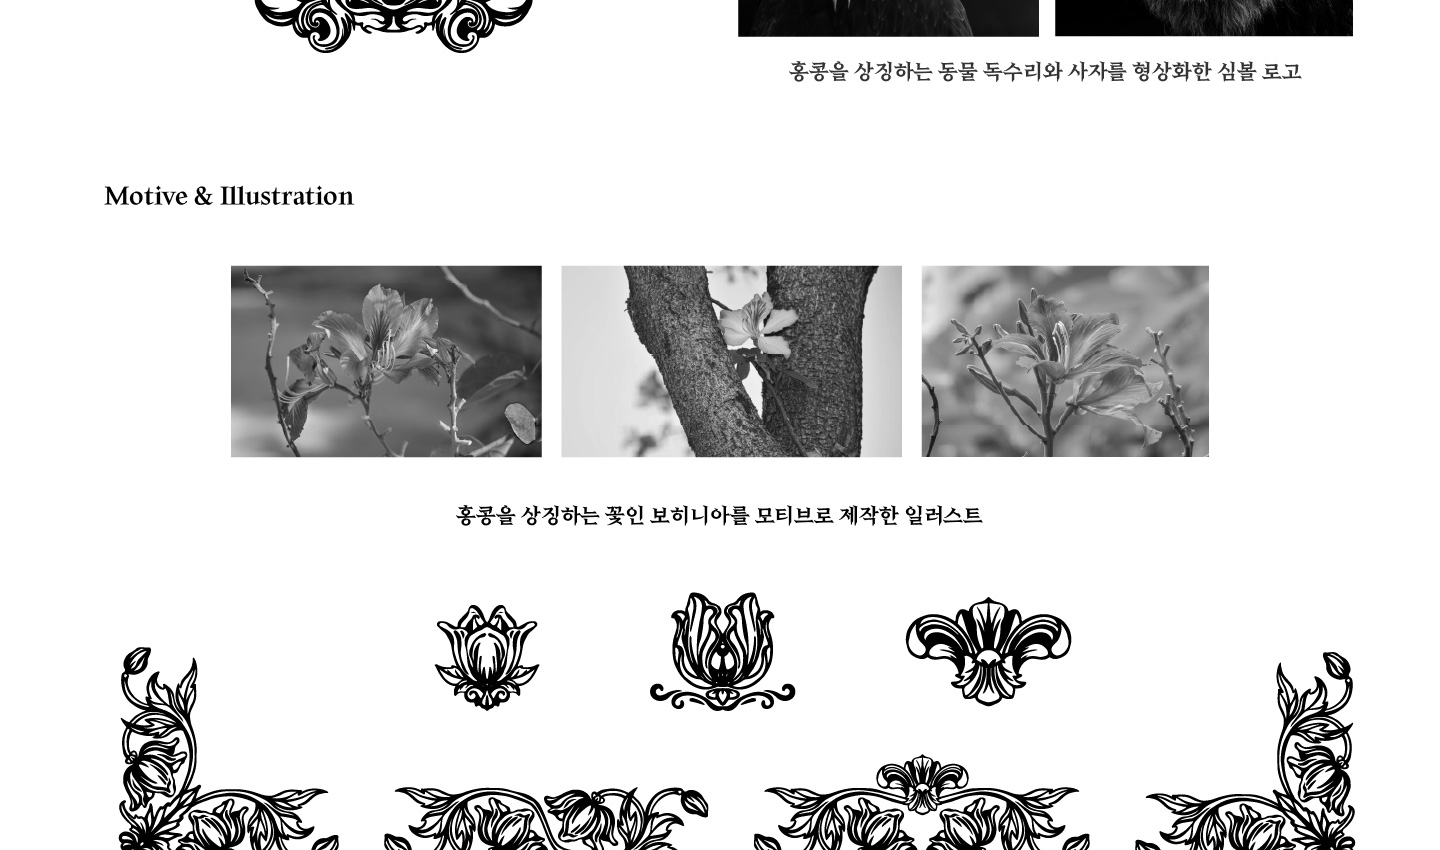 홍콩을 상징하는 동물 독수리와 사자를 형상화한 심볼 로고
Motive & Illustration
홍콩을 상징하는 꽃인 보히니아를 모티브로 제작한 일러스트